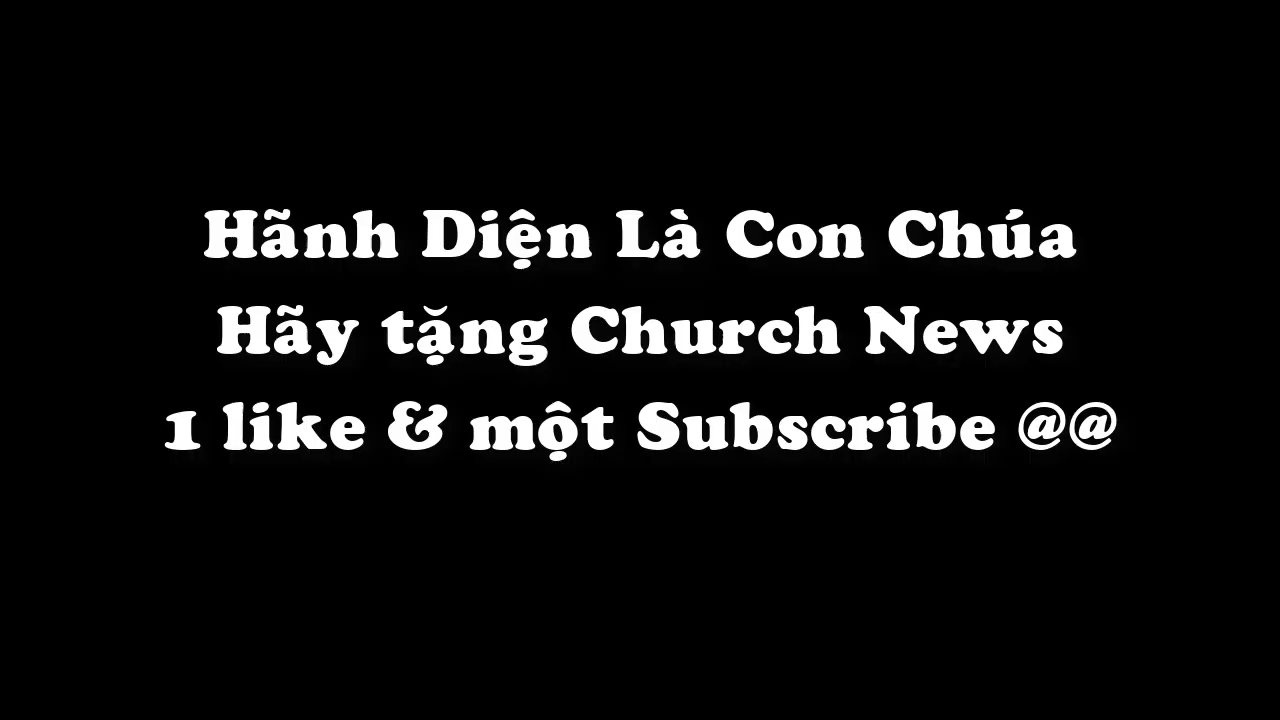 Hãnh Diện Là Con Chúa
Hãy tặng Church News
1 like & một Subscribe @@